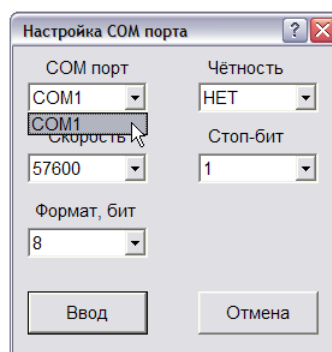 Настройка COM порта
COM порт Чётность
COM1 НЕТ
COM1
Скорость Стоп-бит
57600 1
Формат, бит
8
Ввод Отмена